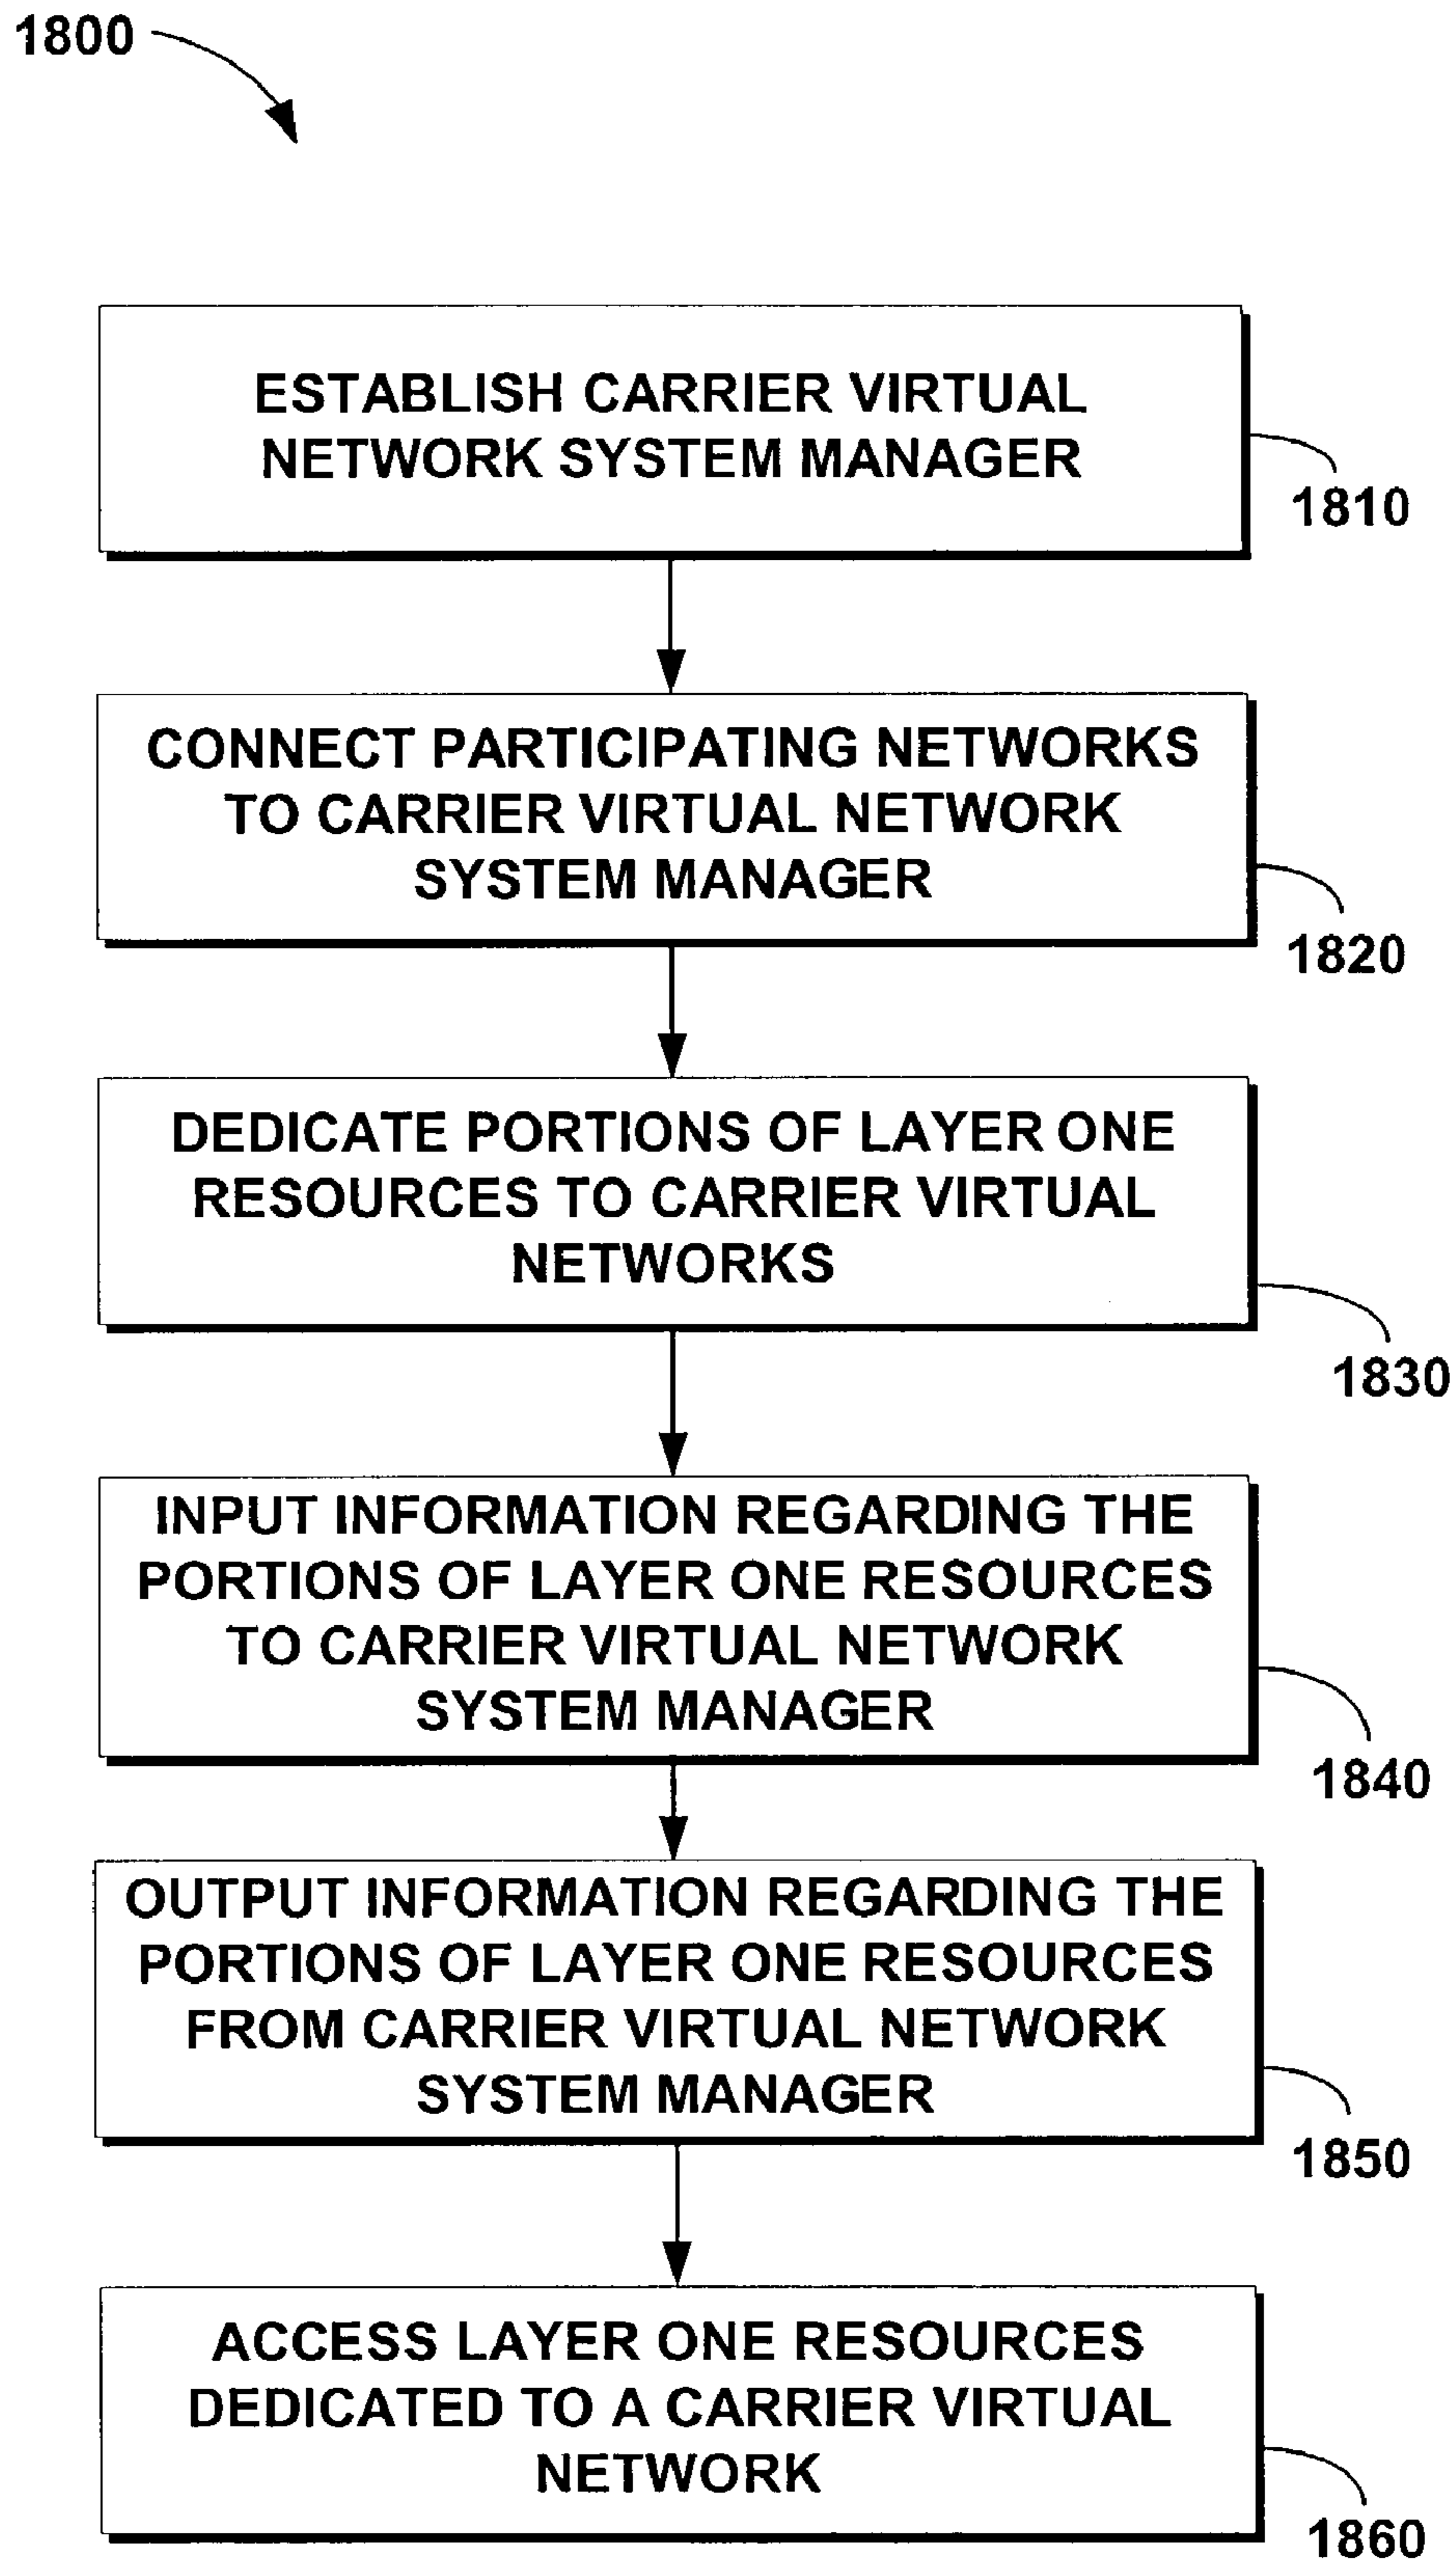 1800
ESTABLISH CARRIER VIRTUAL
NETWORK SYSTEM MANAGER
1810
CONNECT PARTICIPATING NETWORKS
TO CARRIER VIRTUAL NETWORK
SYSTEM MANAGER
1820
DEDICATE PORTIONS OF LAYER ONE
RESOURCES TO CARRIER VIRTUAL
NETWORKS
1830
INPUT INFORMATION REGARDING THE
PORTIONS OF LAYER ONE RESOURCES
TO CARRIER VIRTUAL NETWORK
SYSTEM MANAGER
1840
OUTPUT INFORMATION REGARDING THE
PORTIONS OF LAYER ONE RESOURCES
FROM CARRIER VIRTUAL NETWORK
SYSTEM MANAGER
1850
ACCESS LAYER ONE RESOURCES
DEDICATED TO A CARRIER VIRTUAL
NETWORK
1860